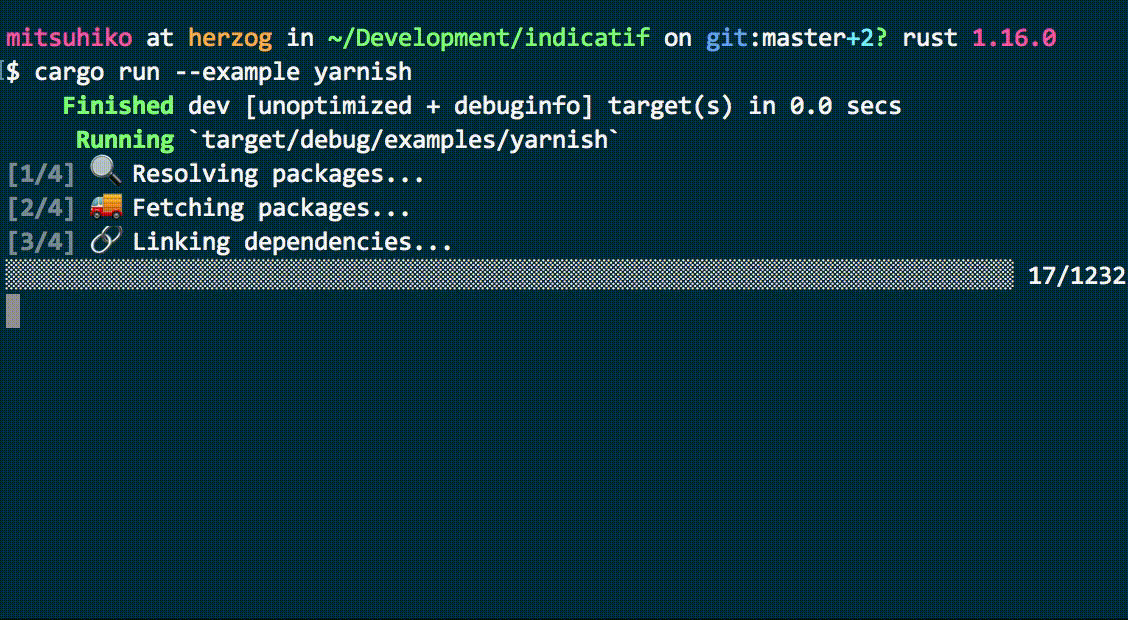 mitsuhiko at herzog in ~/Development/indicatif on git:master+2? rust 1.16.0
$ cargo run --example yarnish
    Finished dev [unoptimized + debuginfo] target(s) in 0.0 secs
     Running `target/debug/examples/yarnish`
[1/4] 🔍 Resolving packages...
[2/4] 🚚 Fetching packages...
[3/4] 🔗 Linking dependencies...
17/1232